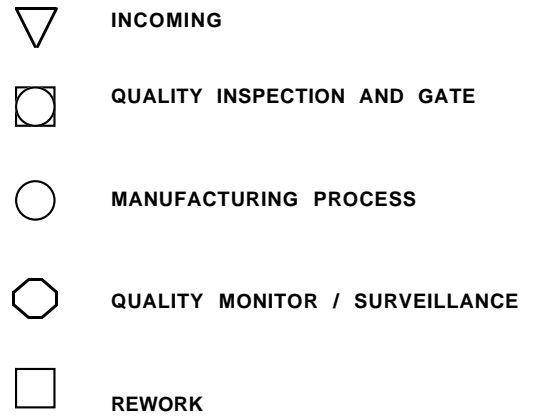 INCOMING
QUALITY INSPECTION AND GATE
MANUFACTURING PROCESS
QUALITY MONITOR / SURVEILLANCE
REWORK